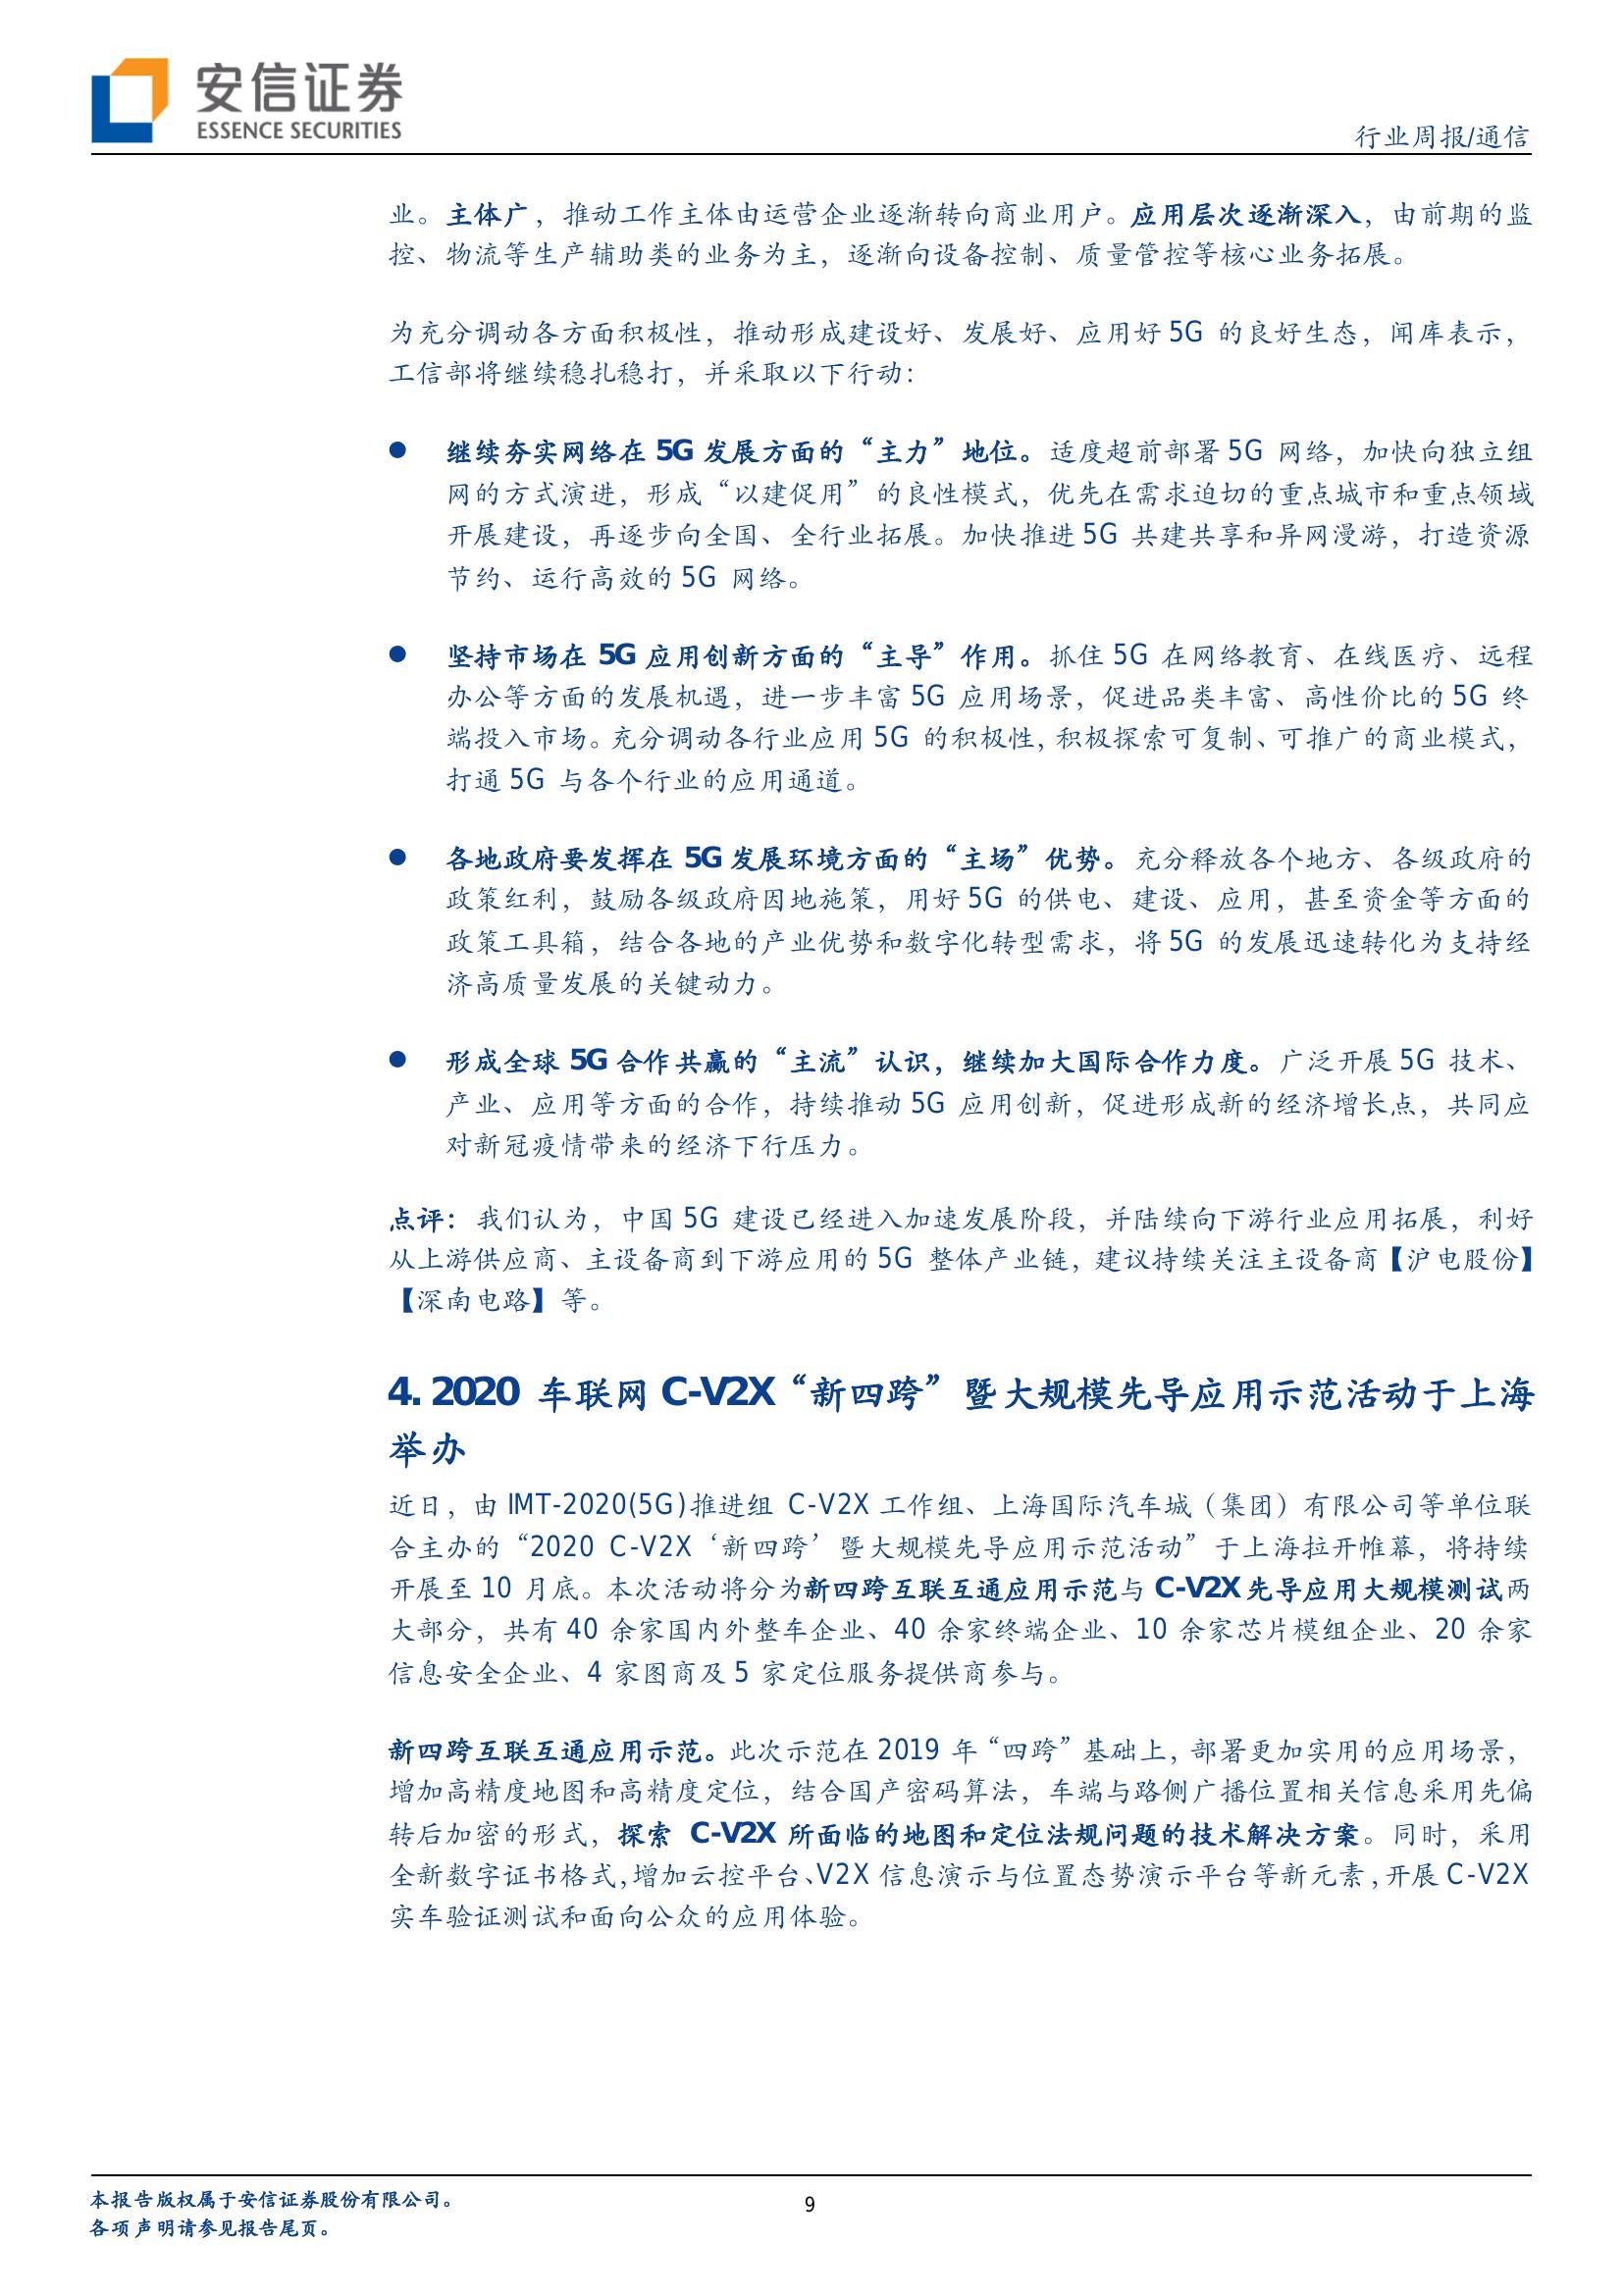 安信证券
ESSENCE SECURITIES
行业周报/通信
业。主体广，推动工作主体由运营企业逐渐转向商业用户。应用层次逐渐深入，由前期的监
控、物流等生产辅助类的业务为主，逐渐向设备控制、质量管控等核心业务拓展。
为充分调动各方面积极性，推动形成建设好、发展好、应用好 5G 的良好生态，闻库表示，
工信部将继续稳扎稳打，并采取以下行动：
● 继续夯实网络在 5G 发展方面的“主力”地位。适度超前部署 5G 网络，加快向独立组
网的方式演进，形成“以建促用”的良性模式，优先在需求迫切的重点城市和重点领域
开展建设，再逐步向全国、全行业拓展。加快推进 5G 共建共享和异网漫游，打造资源
节约、运行高效的 5G 网络。
● 坚持市场在 5G 应用创新方面的“主导”作用。抓住 5G 在网络教育、在线医疗、远程
办公等方面的发展机遇，进一步丰富 5G 应用场景，促进品类丰富、高性价比的 5G 终
端投入市场。充分调动各行业应用 5G 的积极性，积极探索可复制、可推广的商业模式，
打通 5G 与各个行业的应用通道。
● 各地政府要发挥在 5G 发展环境方面的“主场”优势。充分释放各个地方、各级政府的
政策红利，鼓励各级政府因地施策，用好 5G 的供电、建设、应用，甚至资金等方面的
政策工具箱，结合各地的产业优势和数字化转型需求，将 5G 的发展迅速转化为支持经
济高质量发展的关键动力。
● 形成全球 5G 合作共赢的“主流”认识，继续加大国际合作力度。广泛开展 5G 技术、
产业、应用等方面的合作，持续推动 5G 应用创新，促进形成新的经济增长点，共同应
对新冠疫情带来的经济下行压力。
点评：我们认为，中国 5G 建设已经进入加速发展阶段，并陆续向下游行业应用拓展，利好
从上游供应商、主设备商到下游应用的 5G 整体产业链，建议持续关注主设备商【沪电股份】
【深南电路】等。
4. 2020 车联网 C-V2X“新四跨”暨大规模先导应用示范活动于上海
举办
近日，由 IMT-2020(5G)推进组 C-V2X 工作组、上海国际汽车城（集团）有限公司等单位联
合主办的“2020 C-V2X‘新四跨’暨大规模先导应用示范活动”于上海拉开帷幕，将持续
开展至 10 月底。本次活动将分为新四跨互联互通应用示范与 C-V2X 先导应用大规模测试两
大部分，共有 40 余家国内外整车企业、40 余家终端企业、10 余家芯片模组企业、20 余家
信息安全企业、4 家图商及 5 家定位服务提供商参与。
新四跨互联互通应用示范。此次示范在 2019 年“四跨”基础上，部署更加实用的应用场景，
增加高精度地图和高精度定位，结合国产密码算法，车端与路侧广播位置相关信息采用先偏
转后加密的形式，探索 C-V2X 所面临的地图和定位法规问题的技术解决方案。同时，采用
全新数字证书格式，增加云控平台、V2X 信息演示与位置态势演示平台等新元素，开展 C-V2X
实车验证测试和面向公众的应用体验。
本报告版权属于安信证券股份有限公司。
各项声明请参见报告尾页。
9